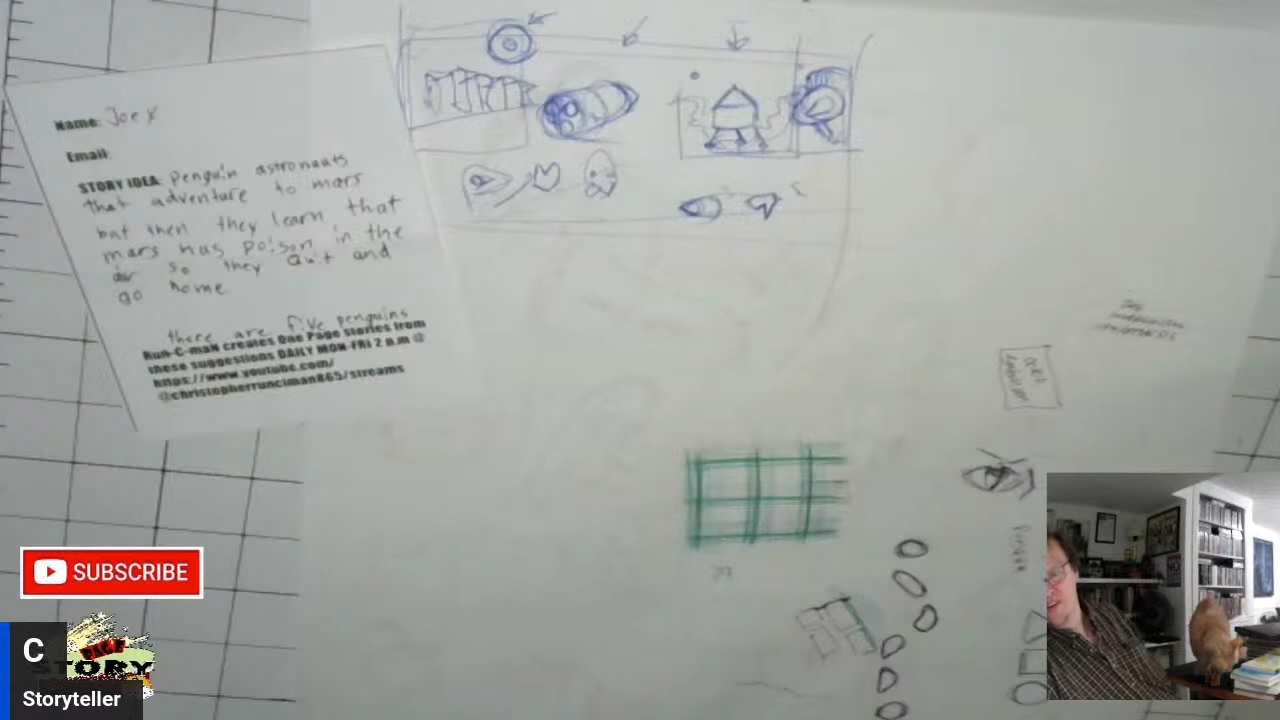 Name: Joey
Email:
STORY IDEA: penguin astronauts
that adventure to mars
but then they learn that
mars has poison in the
air so they Quit and
go home
there are five penguins
Run-C-maN creates One Page stories from
these suggestions DAILY MON-FRI 2 p.m @
https://www.youtube.com/
@christopherrunciman865/streams
SUBSCRIBE
PAGE
STORY
C
Storyteller